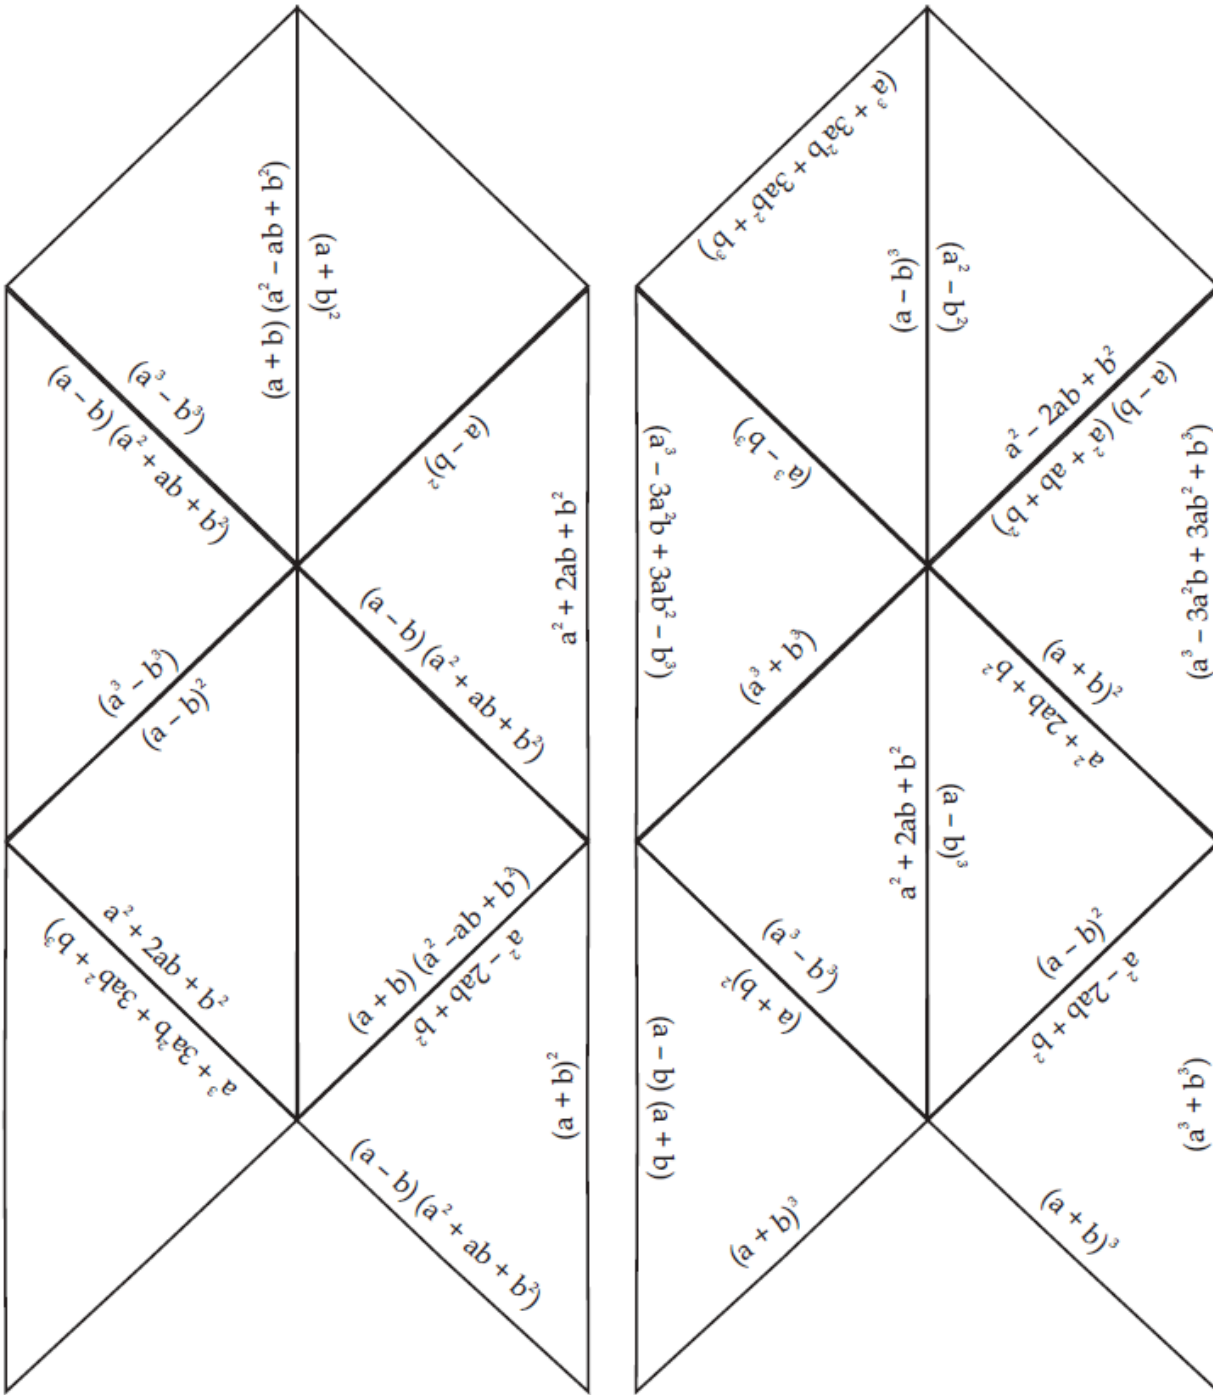 (a + b) (a² – ab + b²)
(a + b)²
(a³ – b³)
(a – b) (a² + ab + b²)
(a – b)²
a² + 2ab + b²
(a – b) (a² + ab + b²)
(a³ – b³)
(a – b)²
a² + 2ab + b²
a³ + 3a²b + 3ab² + b³)
(a + b) (a² –ab + b²)
a² – 2ab + b²
(a + b)²
(a – b) (a² + ab + b²)
(a³ + 3a²b + 3ab² + b³)
(a – b)³
(a² – b²)
a² – 2ab + b²
(a – b) (a² + ab + b²)
(a³ – b³)
(a³ – 3a²b + 3ab² – b³)
(a³ – 3a²b + 3ab² + b³)
(a³ + b³)
(a + b)²
a² + 2ab + b²
a² + 2ab + b²
(a – b)³
(a³ – b³)
(a + b)²
(a – b)²
a² – 2ab + b²
(a – b) (a + b)
(a³ + b³)
(a + b)³
(a + b)³